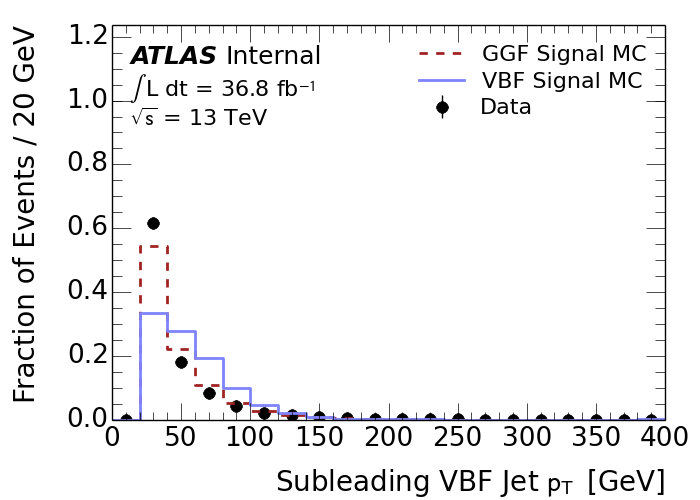 Fraction of Events / 20 GeV
1.2
1.0
0.8
0.6
0.4
0.2
0.0
ATLAS Internal
∫L dt = 36.8 fb⁻¹
√s = 13 TeV
GGF Signal MC
VBF Signal MC
Data
0 50 100 150 200 250 300 350 400
Subleading VBF Jet p_T [GeV]